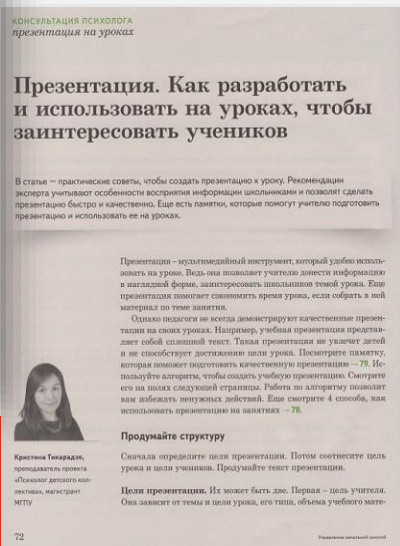 КОНСУЛЬТАЦИЯ ПСИХОЛОГА
презентация на уроках
Презентация. Как разработать
и использовать на уроках, чтобы
заинтересовать учеников
В статье — практические советы, чтобы создать презентацию к уроку. Рекомендации
эксперта учитывают особенности восприятия информации школьниками и позволят сделать
презентацию быстро и качественно. Еще есть памятки, которые помогут учителю подготовить
презентацию и использовать ее на уроках.
Презентация – мультимедийный инструмент, который удобно исполь-
зовать на уроке. Ведь она позволяет учителю донести информацию
в наглядной форме, заинтересовать школьников темой урока. Еще
презентация помогает сэкономить время урока, если собрать в ней
материал по теме занятия.
Однако педагоги не всегда демонстрируют качественные презен-
тации на своих уроках. Например, учебная презентация представ-
ляет собой сплошной текст. Такая презентация не увлечет детей
и не способствует достижению цели урока. Посмотрите памятку,
которая поможет подготовить качественную презентацию → 79. Ис-
пользуйте алгоритм, чтобы создать учебную презентацию. Смотрите
его на полях следующей страницы. Работа по алгоритму позволит
вам избежать ненужных действий. Еще смотрите 4 способа, как
использовать презентацию на занятиях → 78.
Продумайте структуру
Сначала определите цели презентации. Потом соотнесите цель
урока и цели учеников. Продумайте текст презентации.
Цели презентации. Их может быть две. Первая – цель учителя.
Она зависит от темы и цели урока, его типа, объема учебного мате-
Кристина Тикарадзе,
преподаватель проекта
«Психолог детского кол-
лектива», магистрант
МГПУ
72
Управление начальной школой